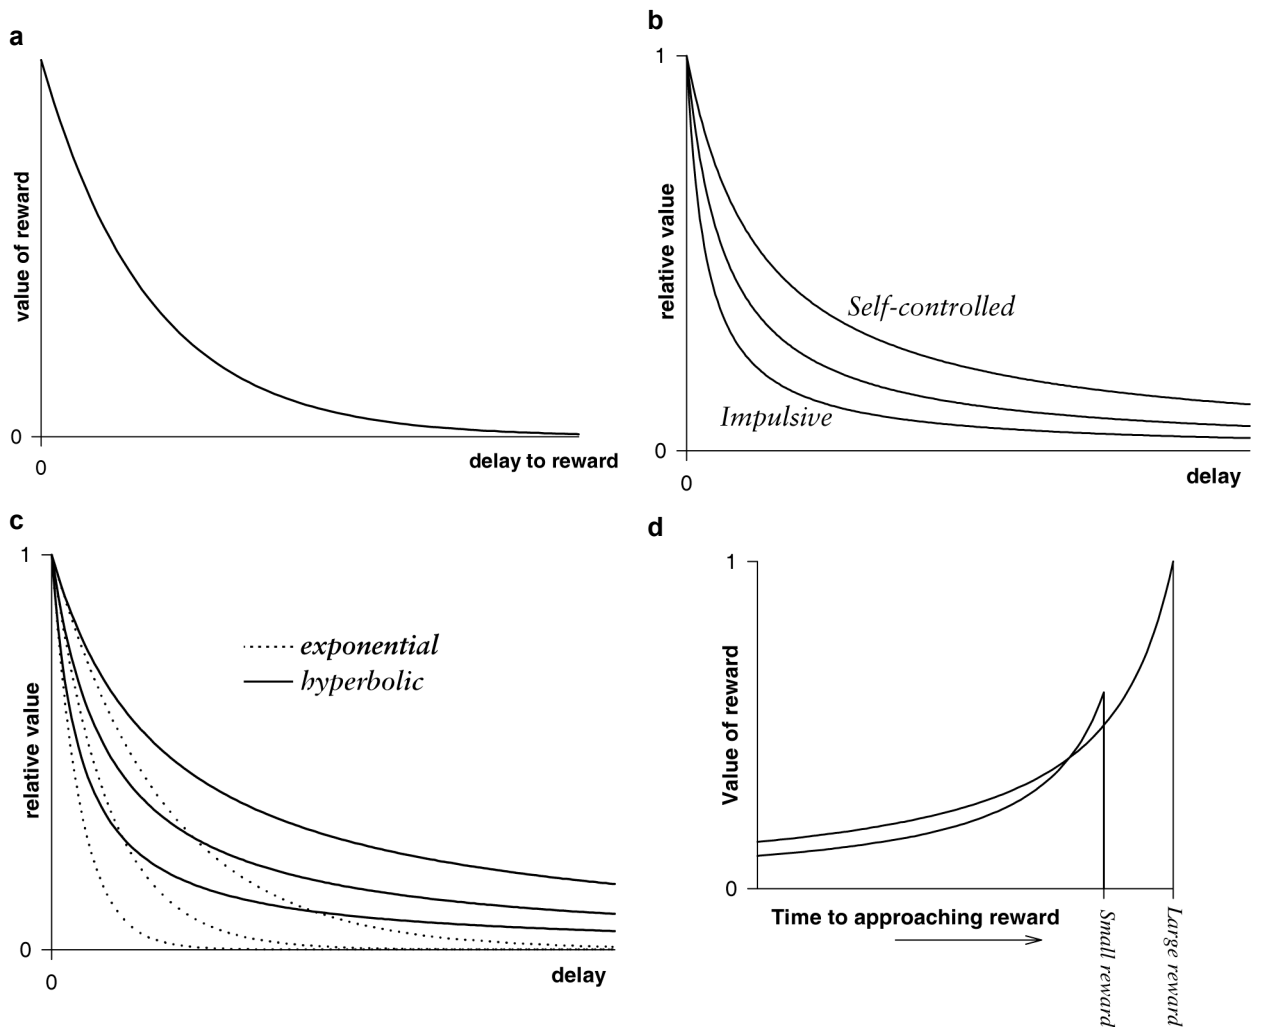 a
value of reward
0
0
delay to reward
b
1
relative value
Self-controlled
Impulsive
0
0
delay
c
1
relative value
exponential
hyperbolic
0
0
delay
d
1
Value of reward
0
Time to approaching reward
Small reward
Large reward